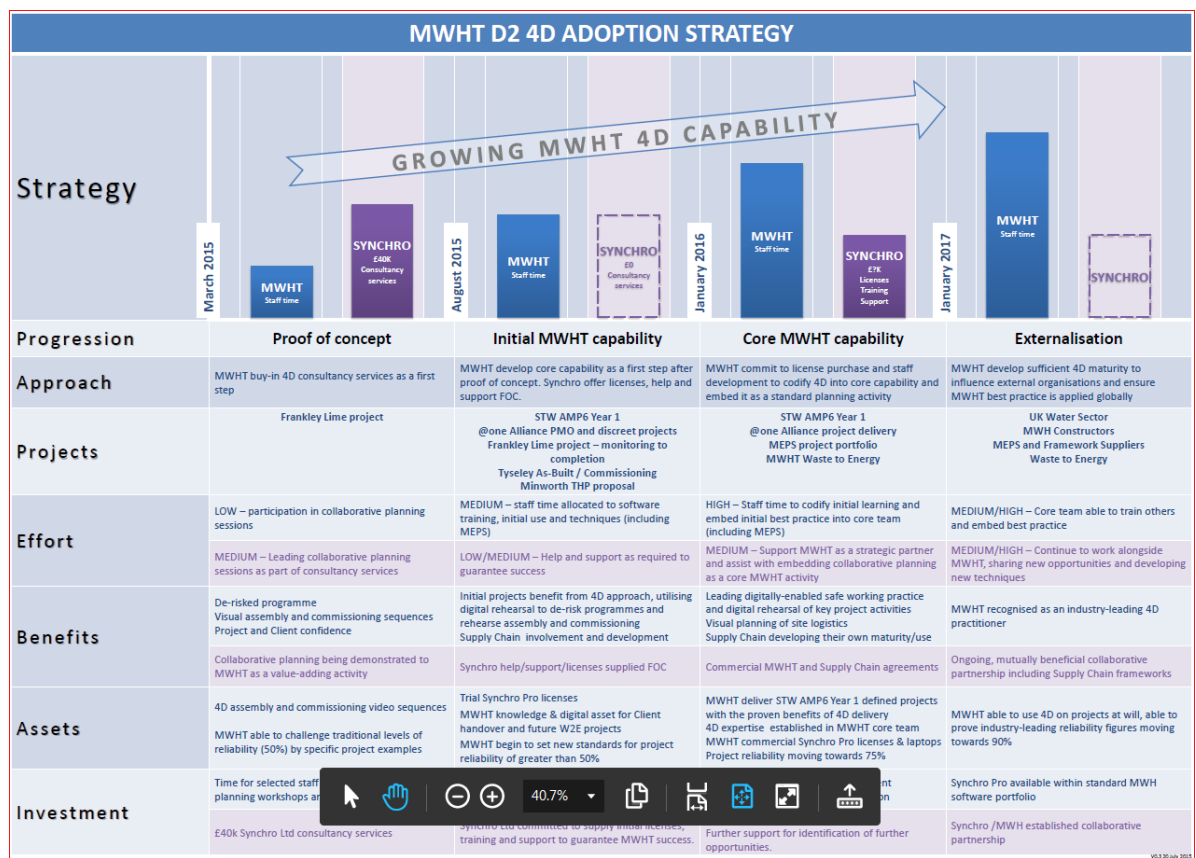 MWHT D2 4D ADOPTION STRATEGY
Strategy
GROWING MWHT 4D CAPABILITY
March 2015
MWHT
Staff time
SYNCHRO
£40K
Consultancy
services
August 2015
MWHT
Staff time
SYNCHRO
£0
Consultancy
services
January 2016
MWHT
Staff time
SYNCHRO
£?K
Licenses
Training
Support
January 2017
MWHT
Staff time
SYNCHRO
Progression
Proof of concept
Initial MWHT capability
Core MWHT capability
Externalisation
Approach
MWHT buy-in 4D consultancy services as a first
step
MWHT develop core capability as a first step after
proof of concept. Synchro offer licenses, help and
support FOC.
MWHT commit to license purchase and staff
development to codify 4D into core capability and
embed it as a standard planning activity
MWHT develop sufficient 4D maturity to
influence external organisations and ensure
MWHT best practice is applied globally
Projects
Frankley Lime project
STW AMP6 Year 1
@one Alliance PMO and discreet projects
Frankley Lime project – monitoring to
completion
Tyseley As-Built / Commissioning
Minworth THP proposal
STW AMP6 Year 1
@one Alliance project delivery
MEPS project portfolio
MWHT Waste to Energy
UK Water Sector
MWH Constructors
MEPS and Framework Suppliers
Waste to Energy
Effort
LOW – participation in collaborative planning
sessions
MEDIUM – staff time allocated to software
training, initial use and techniques (including
MEPS)
HIGH – Staff time to codify initial learning and
embed initial best practice into core team
(including MEPS)
MEDIUM/HIGH – Core team able to train others
and embed best practice
MEDIUM – Leading collaborative planning
sessions as part of consultancy services
LOW/MEDIUM – Help and support as required to
guarantee success
MEDIUM – Support MWHT as a strategic partner
and assist with embedding collaborative planning
as a core MWHT activity
MEDIUM/HIGH – Continue to work alongside
MWHT, sharing new opportunities and developing
new techniques
Benefits
De-risked programme
Visual assembly and commissioning sequences
Project and Client confidence
Initial projects benefit from 4D approach, utilising
digital rehearsal to de-risk programmes and
rehearse assembly and commissioning
Supply Chain involvement and development
Leading digitally-enabled safe working practice
and digital rehearsal of key project activities
Visual planning of site logistics
Supply Chain developing their own maturity/use
MWHT recognised as an industry-leading 4D
practitioner
Collaborative planning being demonstrated to
MWHT as a value-adding activity
Synchro help/support/licenses supplied FOC
Commercial MWHT and Supply Chain agreements
Ongoing, mutually beneficial collaborative
partnership including Supply Chain frameworks
Assets
4D assembly and commissioning video sequences
MWHT able to challenge traditional levels of
reliability (50%) by specific project examples
Trial Synchro Pro licenses
MWHT knowledge & digital asset for Client
handover and future W2E projects
MWHT begin to set new standards for project
reliability of greater than 50%
MWHT deliver STW AMP6 Year 1 defined projects
with the proven benefits of 4D delivery
4D expertise established in MWHT core team
MWHT commercial Synchro Pro licenses & laptops
Project reliability moving towards 75%
MWHT able to use 4D on projects at will, able to
prove industry-leading reliability figures moving
towards 90%
Investment
Time for selected staff
planning workshops
Synchro Pro available within standard MWH
software portfolio
40.7%
£40k Synchro Ltd consultancy services
Synchro Ltd committed to supply initial licenses,
training and support to guarantee MWHT success.
Further support for identification of further
opportunities.
Synchro /MWH established collaborative
partnership
V0.3 20 July 2015